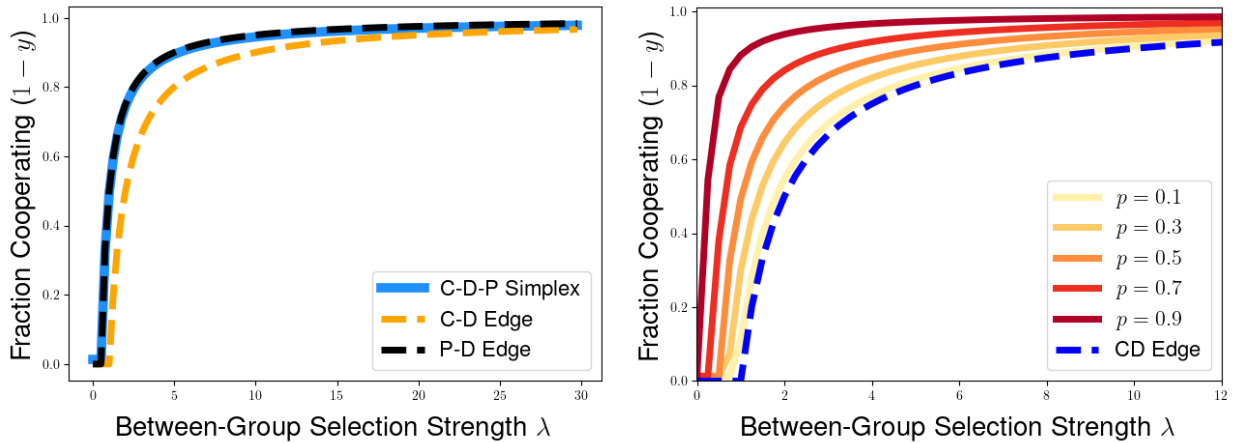 Fraction Cooperating (1 − y)
1.0
0.8
0.6
0.4
0.2
0.0
C-D-P Simplex
C-D Edge
P-D Edge
0 5 10 15 20 25 30
Between-Group Selection Strength λ
Fraction Cooperating (1 − y)
1.0
0.8
0.6
0.4
0.2
0.0
p = 0.1
p = 0.3
p = 0.5
p = 0.7
p = 0.9
CD Edge
0 2 4 6 8 10 12
Between-Group Selection Strength λ